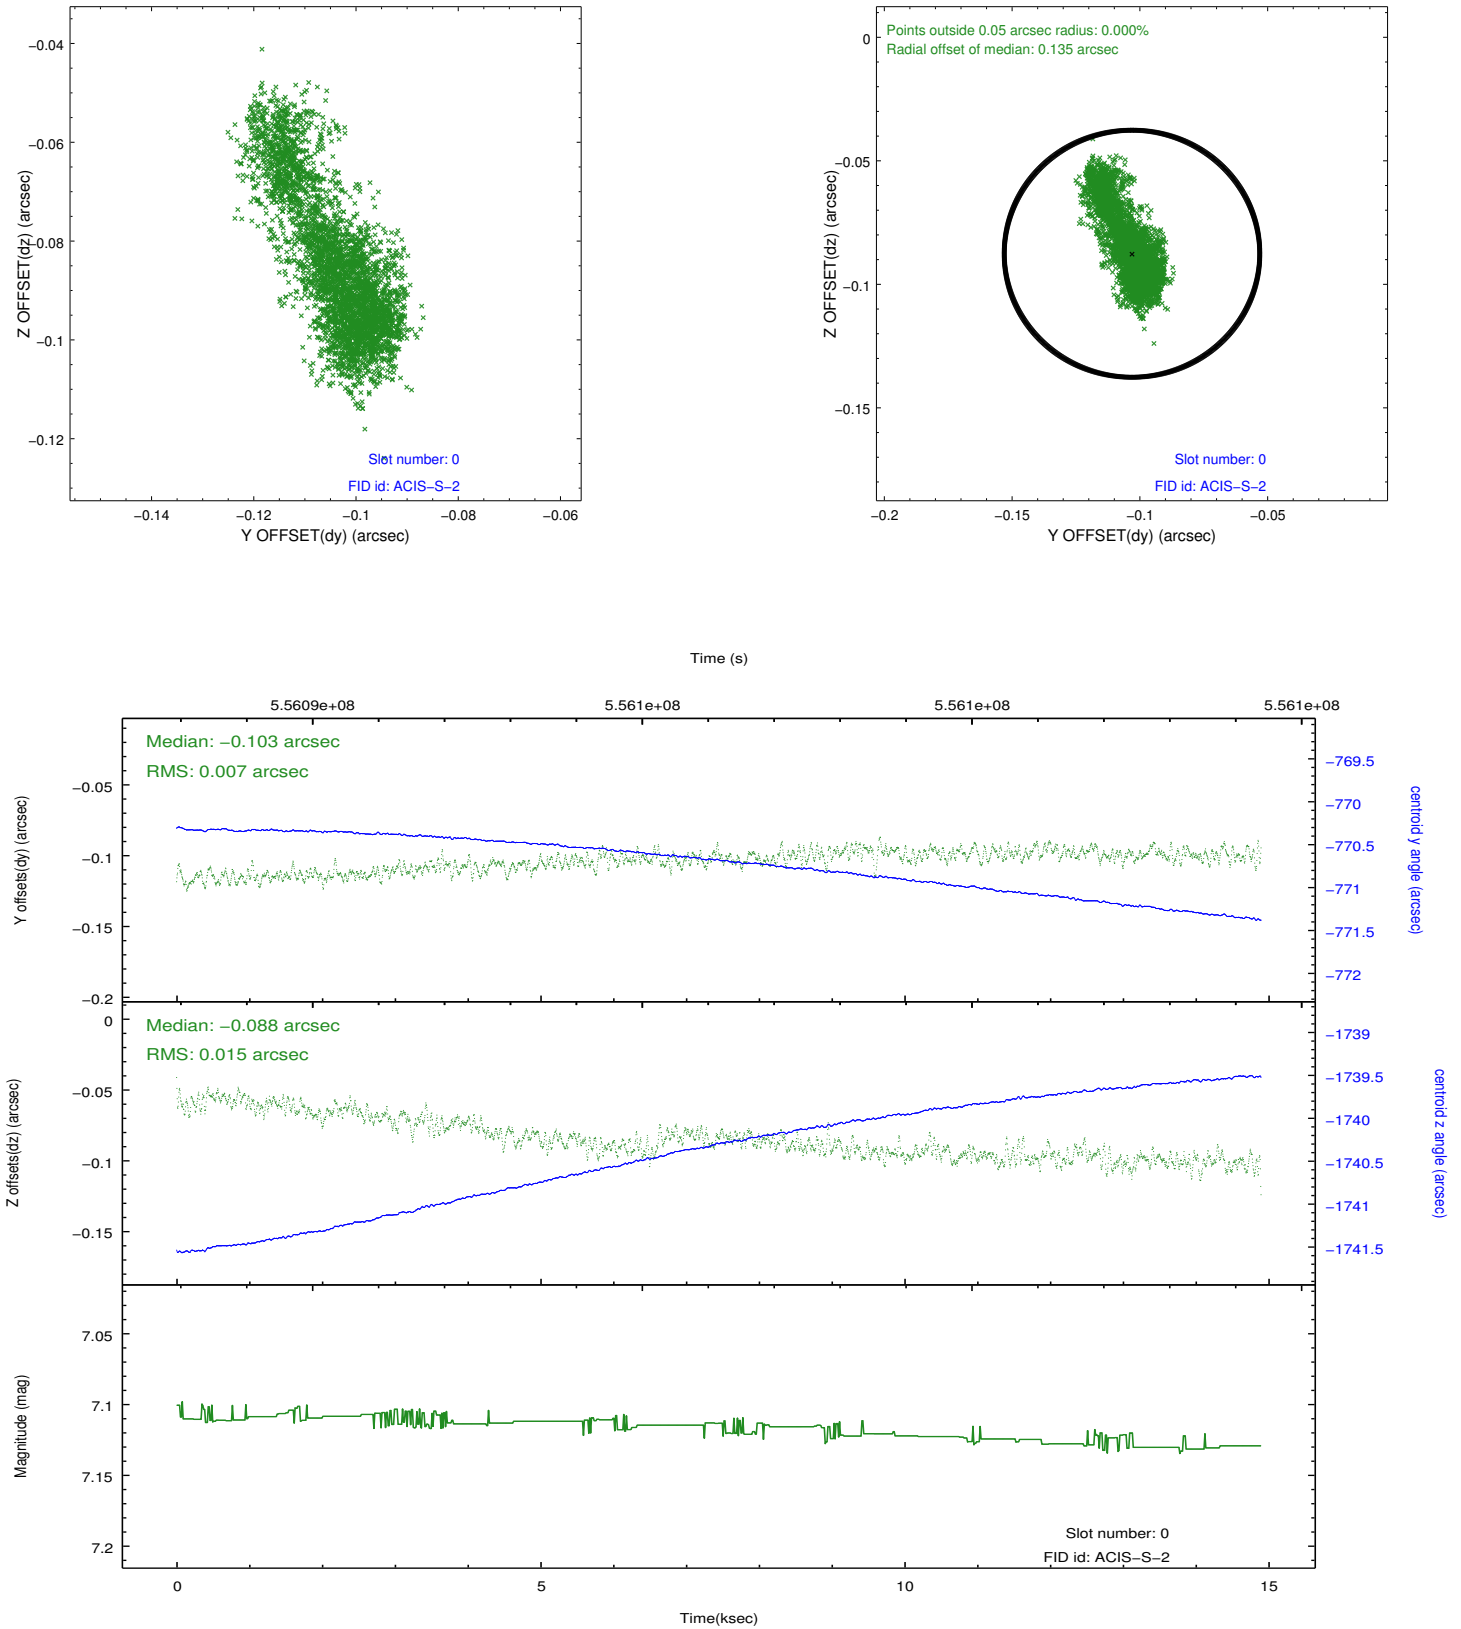 −0.04
−0.06
−0.08
−0.1
−0.12
Z OFFSET(dz) (arcsec)
Slot number: 0
FID id: ACIS−S−2
−0.14
−0.12
−0.1
−0.08
−0.06
Y OFFSET(dy) (arcsec)
Points outside 0.05 arcsec radius: 0.000%
Radial offset of median: 0.135 arcsec
0
−0.05
−0.1
−0.15
Z OFFSET(dz) (arcsec)
Slot number: 0
FID id: ACIS−S−2
−0.2
−0.15
−0.1
−0.05
Y OFFSET(dy) (arcsec)
Time (s)
5.5609e+08
5.561e+08
5.561e+08
5.561e+08
Median: −0.103 arcsec
RMS: 0.007 arcsec
−0.05
−0.1
−0.15
−0.2
Y offsets(dy) (arcsec)
−769.5
−770
−770.5
−771
−771.5
−772
centroid y angle (arcsec)
Median: −0.088 arcsec
RMS: 0.015 arcsec
0
−0.05
−0.1
−0.15
Z offsets(dz) (arcsec)
−1739
−1739.5
−1740
−1740.5
−1741
−1741.5
centroid z angle (arcsec)
7.05
7.1
7.15
7.2
Magnitude (mag)
Slot number: 0
FID id: ACIS−S−2
0
5
10
15
Time(ksec)